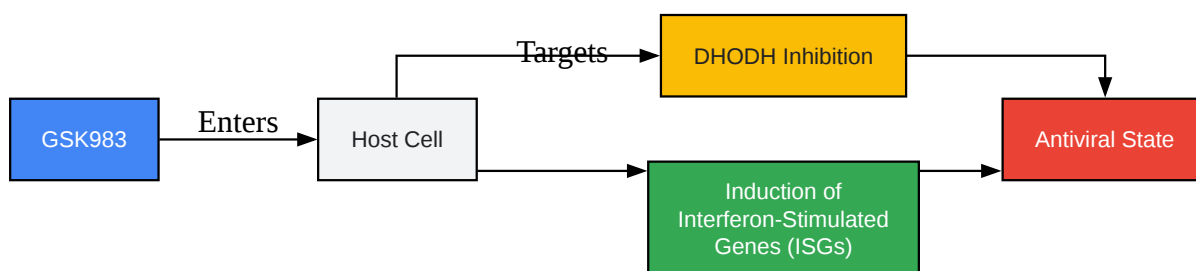 Targets
DHODH Inhibition
GSK983
Enters
Host Cell
Antiviral State
Induction of
Interferon-Stimulated
Genes (ISGs)